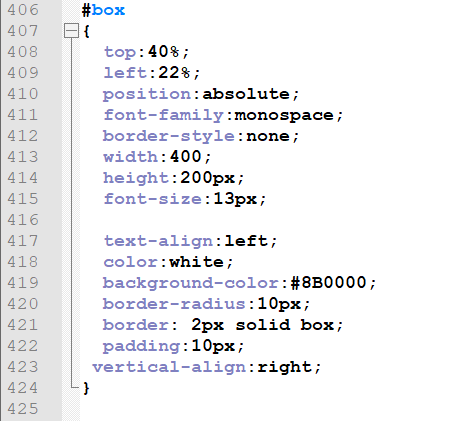 406 #box
407 {
408 top:40%;
409 left:22%;
410 position:absolute;
411 font-family:monospace;
412 border-style:none;
413 width:400;
414 height:200px;
415 font-size:13px;
416
417 text-align:left;
418 color:white;
419 background-color:#8B0000;
420 border-radius:10px;
421 border: 2px solid box;
422 padding:10px;
423 vertical-align:right;
424 }
425